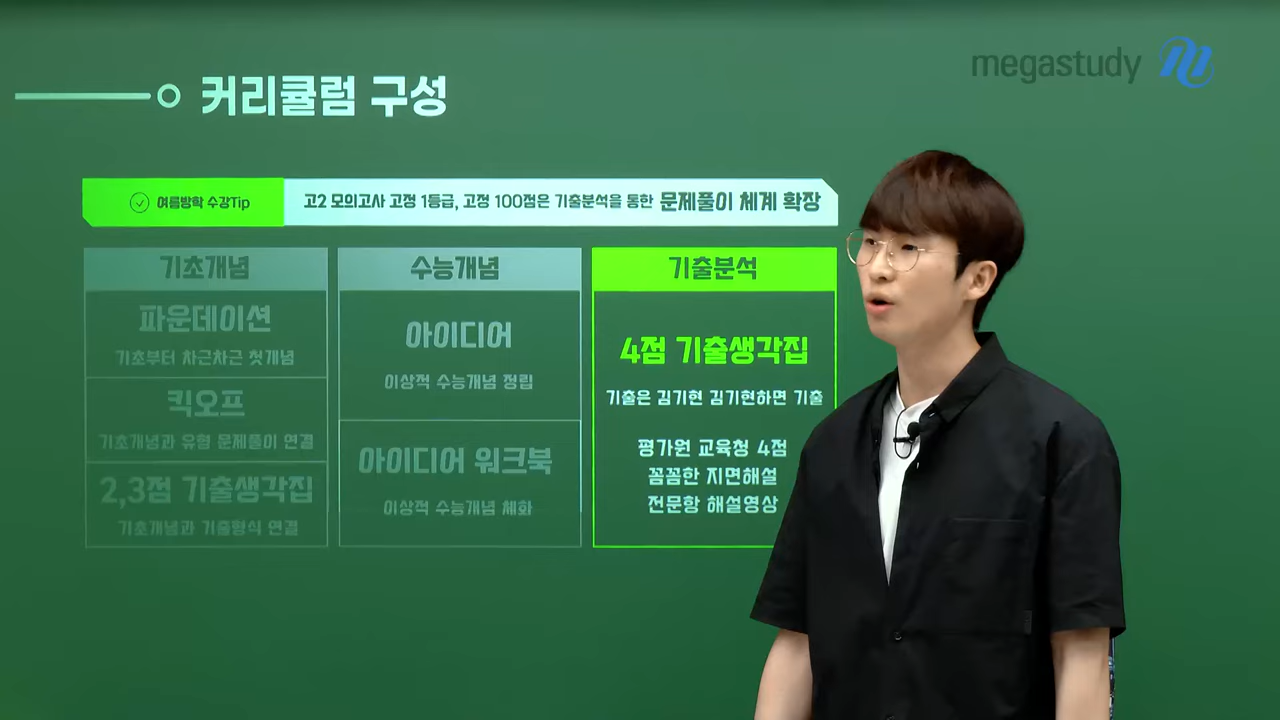 megastudy
커리큘럼 구성
여름방학 수강Tip
고2 모의고사 고정 1등급, 고정 100점은 기출분석을 통한 문제풀이 체계 확장
기초개념
파운데이션
기초부터 차근차근 첫개념
킥오프
기초개념과 유형 문제풀이 연결
2,3점 기출생각집
기초개념과 기출형식 연결
수능개념
아이디어
이상적 수능개념 정립
아이디어 워크북
이상적 수능개념 체화
기출분석
4점 기출생각집
기출은 김기현 김기현하면 기출
평가원 교육청 4점
꼼꼼한 지면해설
전문항 해설영상